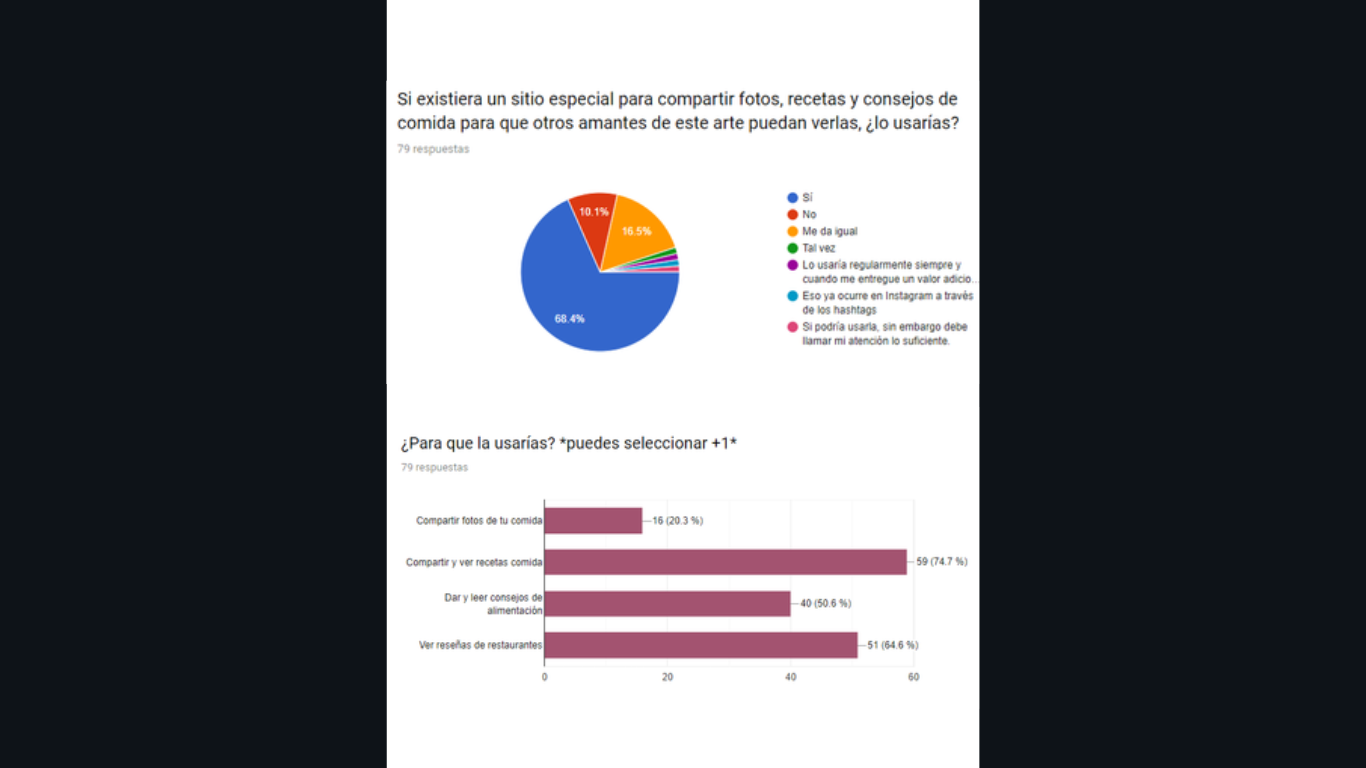 Si existiera un sitio especial para compartir fotos, recetas y consejos de
comida para que otros amantes de este arte puedan verlas, ¿lo usarías?
79 respuestas
10.1%
16.5%
68.4%
Sí
No
Me da igual
Tal vez
Lo usaría regularmente siempre y
cuando me entregue un valor adicio...
Eso ya ocurre en Instagram a través
de los hashtags
Si podría usarla, sin embargo debe
llamar mi atención lo suficiente.
¿Para que la usarías? *puedes seleccionar +1*
79 respuestas
Compartir fotos de tu comida
16 (20.3 %)
Compartir y ver recetas comida
59 (74.7 %)
Dar y leer consejos de
alimentación
40 (50.6 %)
Ver reseñas de restaurantes
51 (64.6 %)
0 20 40 60